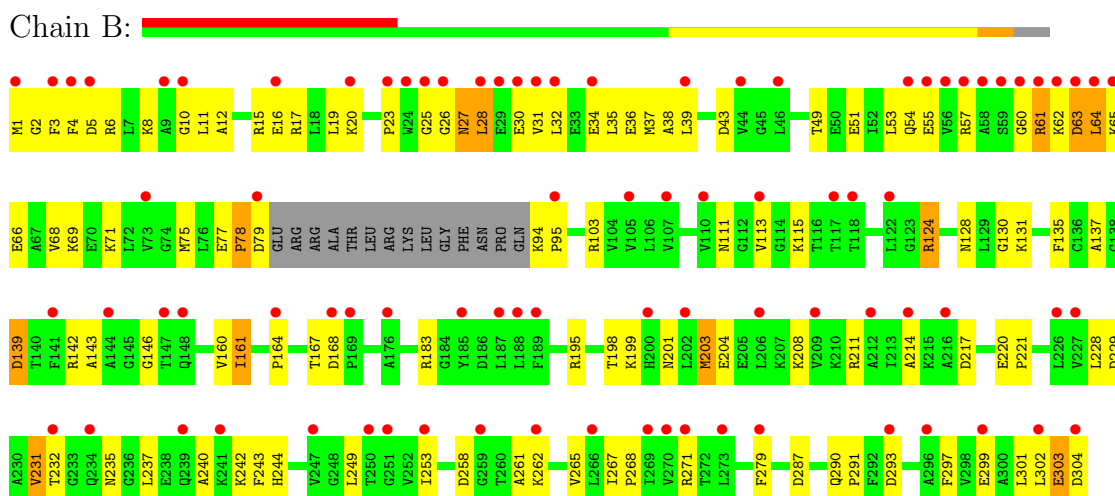 Chain B:
M1 G2 F3 F4 D5 R6 L7 K8 A9 G10 L11 A12 R15 E16 R17 L18 L19 K20 P23 W24 G25 G26 N27 L28 E29 E30 V31 L32 E33 E34 L35 E36 M37 A38 L39 D43 V44 G45 L46 T49 E50 E51 I52 L53 Q54 E55 V56 R57 A58 S59 G60 R61 K62 D63 L64 K65
E66 A67 V68 K69 E70 K71 L72 V73 G74 M75 L76 E77 P78 D79 GLU ARG ARG ALA THR LEU ARG LYS LEU GLY PHE ASN PRO GLN K94 P95 R103 V104 V105 L106 V107 V110 N111 G112 V113 G114 K115 T116 T117 T118 L122 G123 R124 N128 L129 G130 K131 F135 C136 A137 G138
D139 T140 F141 R142 A143 A144 G145 G146 T147 Q148 V160 I161 P164 T167 D168 P169 A176 R183 G184 Y185 D186 L187 L188 F189 R195 T198 K199 H200 N201 L202 M203 E204 E205 L206 K207 K208 V209 K210 R211 A212 I213 A214 K215 A216 D217 E220 P221 L226 V227 L228
A230 V231 T232 G233 Q234 N235 G236 L237 E238 Q239 A240 K241 K242 F243 H244 V247 G248 L249 T250 G251 V252 I253 D258 G259 T260 A261 K262 V265 L266 I267 P268 I269 V270 R271 T272 L273 F279 D287 Q290 P291 F292 D293 A296 F297 V298 E299 A300 L301 L302 E303 D304